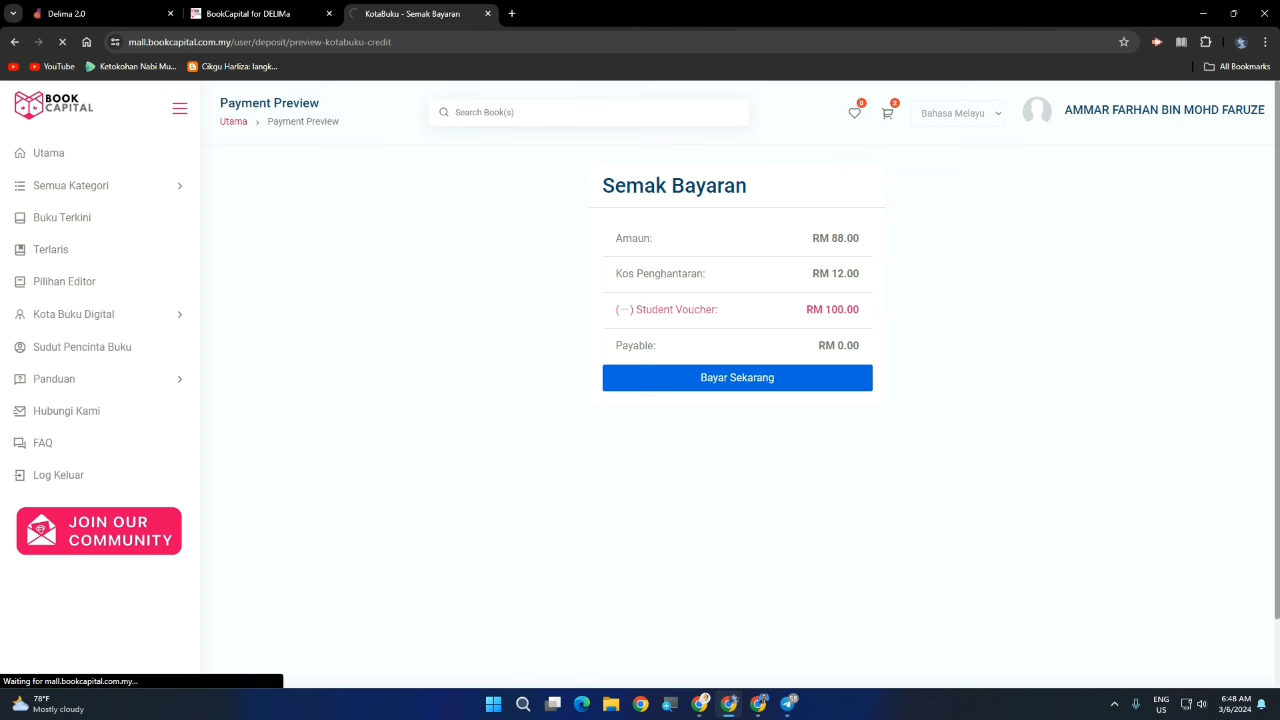 Delima 2.0
BookCapital for DELIMa
KotaBuku - Semak Bayaran
mall.bookcapital.com.my/user/deposit/preview-kotabuku-credit
YouTube
Ketokohan Nabi Mu...
Cikgu Ijan: langk...
All Bookmarks
BOOK
CAPITAL
Payment Preview
Utama > Payment Preview
Search Book(s)
0
2
Bahasa Melayu
AMMAR FARHAN BIN MOHD FARUZE
Utama
Semua Kategori
Buku Terkini
Terlaris
Pilihan Editor
Kota Buku Digital
Sudut Pencinta Buku
Panduan
Hubungi Kami
FAQ
Log Keluar
JOIN OUR
COMMUNITY
Semak Bayaran
Amaun: RM 88.00
Kos Penghantaran: RM 12.00
(—) Student Voucher: RM 100.00
Payable: RM 0.00
Bayar Sekarang
Waiting for mall.bookcapital.com.my...
78°F
Mostly cloudy
58
ENG
US
6:48 AM
3/6/2024